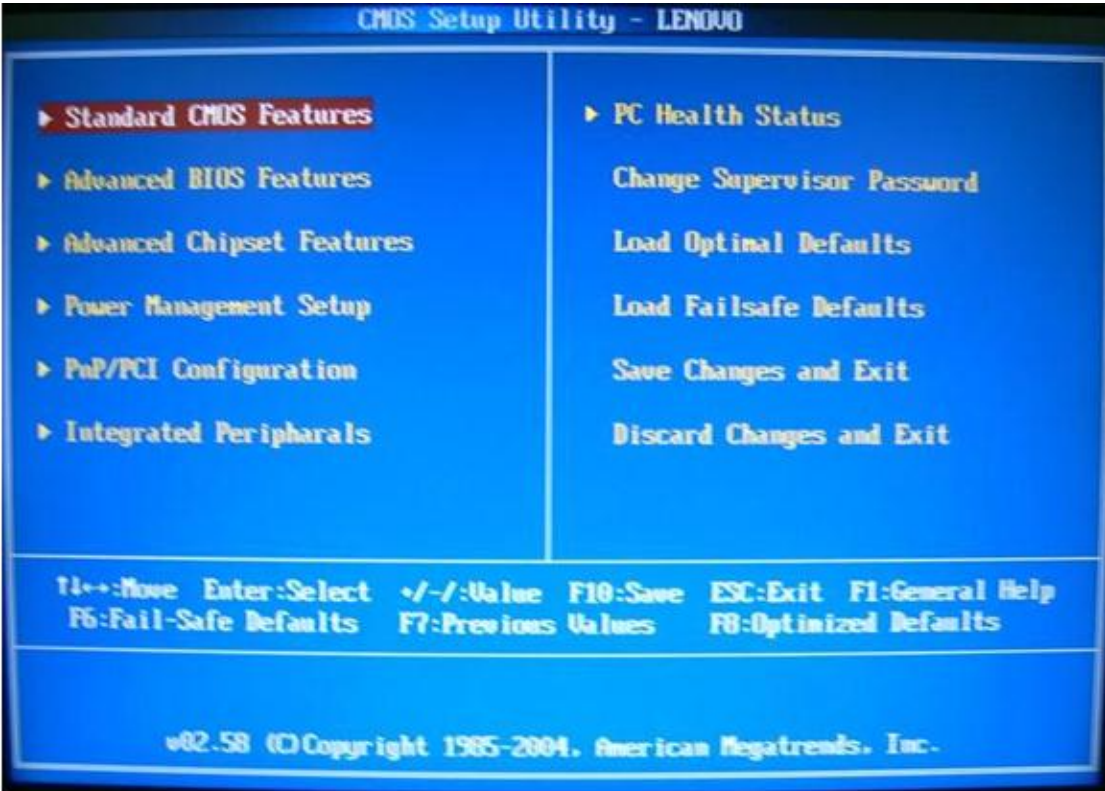 CMOS Setup Utility - LENOVO
▶ Standard CMOS Features
▶ Advanced BIOS Features
▶ Advanced Chipset Features
▶ Power Management Setup
▶ PnP/PCI Configuration
▶ Integrated Peripharals
▶ PC Health Status
Change Supervisor Password
Load Optimal Defaults
Load Failsafe Defaults
Save Changes and Exit
Discard Changes and Exit
↑↓←→:Move Enter:Select +/-/:Value F10:Save ESC:Exit F1:General Help
F6:Fail-Safe Defaults F7:Previous Values F8:Optimized Defaults
v02.58 (C)Copyright 1985-2004, American Megatrends, Inc.